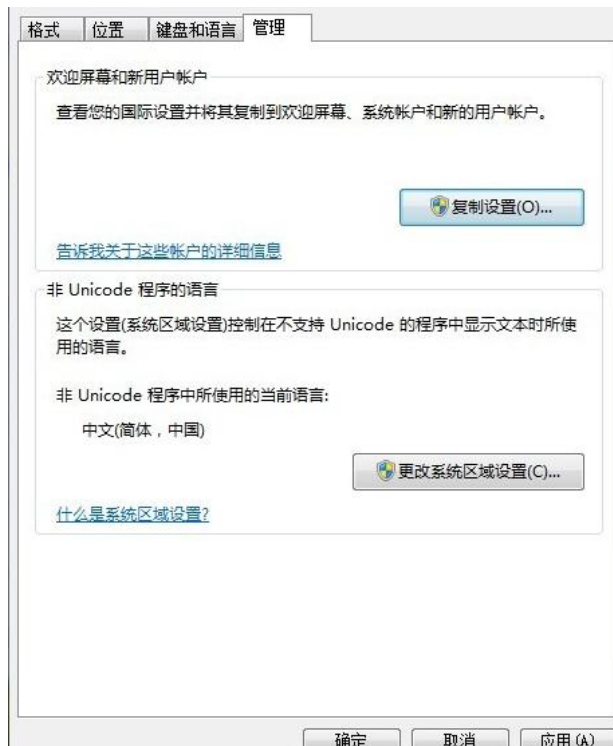 格式 位置 键盘和语言 管理
欢迎屏幕和新用户帐户
查看您的国际设置并将其复制到欢迎屏幕、系统帐户和新的用户帐户。
复制设置(O)...
告诉我关于这些帐户的详细信息
非 Unicode 程序的语言
这个设置(系统区域设置)控制在不支持 Unicode 的程序中显示文本时所使
用的语言。
非 Unicode 程序中所使用的当前语言:
中文(简体，中国)
更改系统区域设置(C)...
什么是系统区域设置?
确定 取消 应用(A)